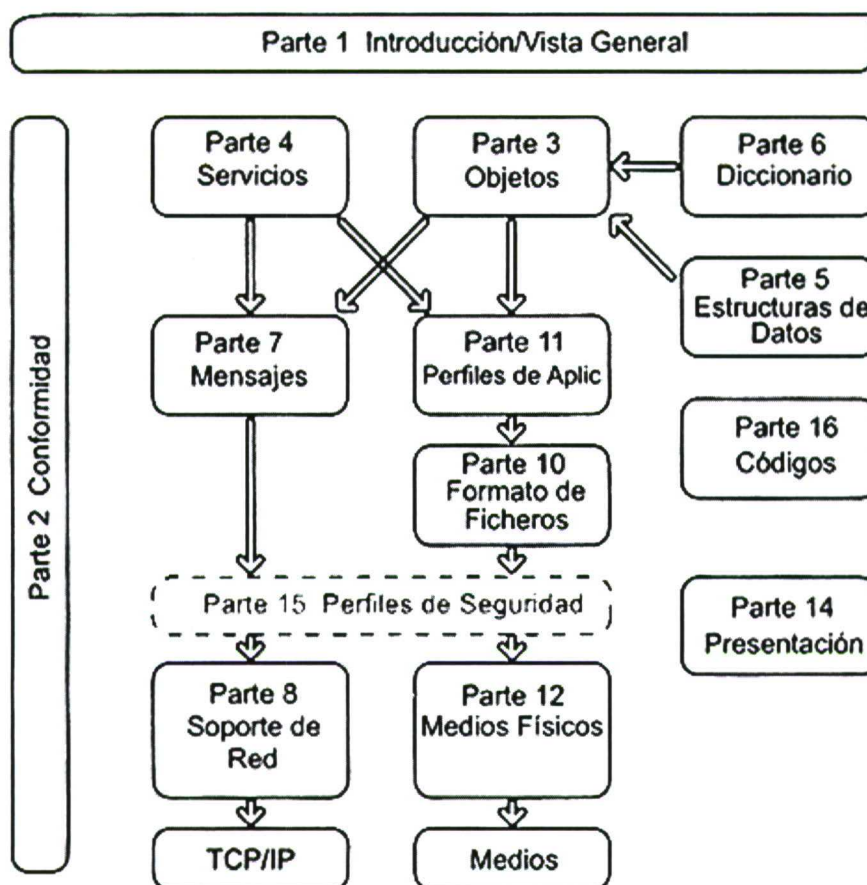 Parte 1 Introducción/Vista General
Parte 2 Conformidad
Parte 4
Servicios
Parte 3
Objetos
Parte 6
Diccionario
Parte 5
Estructuras de
Datos
Parte 7
Mensajes
Parte 11
Perfiles de Aplic
Parte 16
Códigos
Parte 10
Formato de
Ficheros
Parte 15 Perfiles de Seguridad
Parte 14
Presentación
Parte 8
Soporte de
Red
Parte 12
Medios Físicos
TCP/IP
Medios